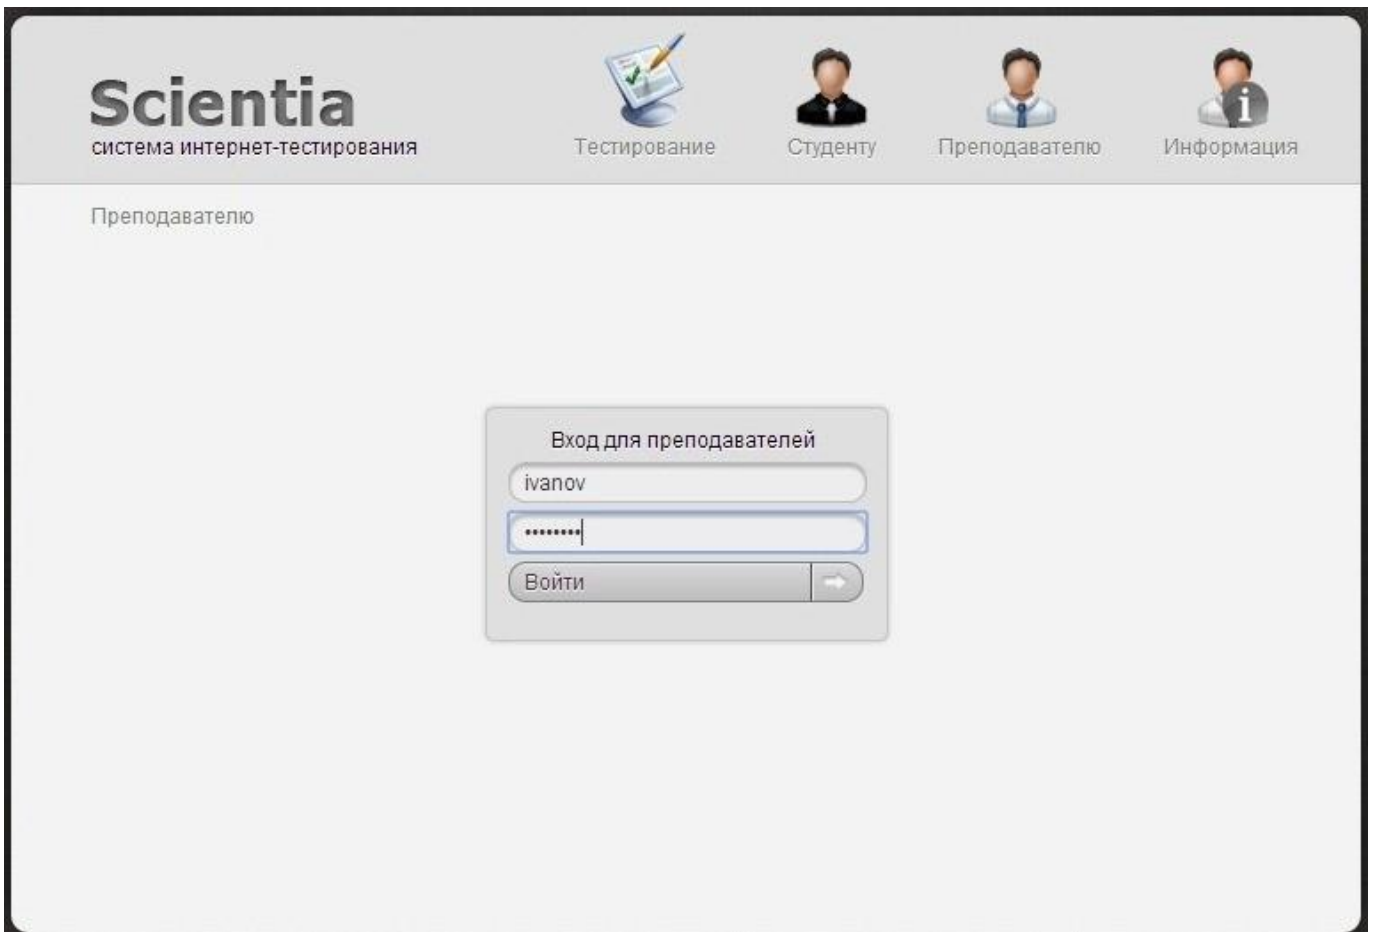 Scientia
система интернет-тестирования
Тестирование
Студенту
Преподавателю
Информация
Преподавателю
Вход для преподавателей
ivanov
••••••••
Войти